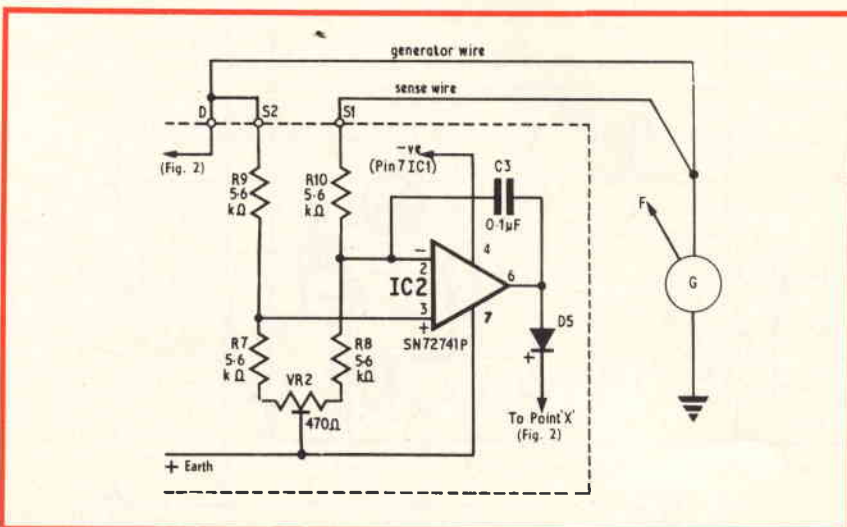 generator wire
sense wire
D
S2
S1
(Fig. 2)
-ve
(Pin 7 IC1)
C3
0·1µF
R9
5·6
kΩ
R10
5·6
kΩ
F
G
-
2
4
IC2
6
3
+
7
SN72741P
D5
+
R7
5·6
kΩ
R8
5·6
kΩ
VR2
470Ω
To Point 'X'
(Fig. 2)
+ Earth